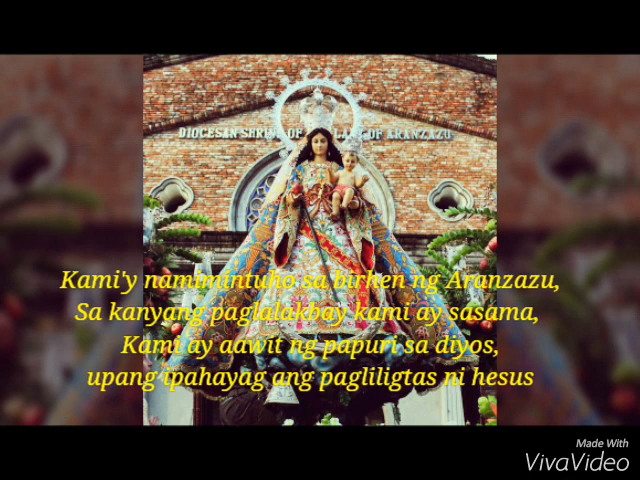 DIOCESAN SHRINE OF LADY OF ARANZAZU
Kami'y namimintuho sa birhen ng Aranzazu,
Sa kanyang paglalakbay kami ay sasama,
Kami ay aawit ng papuri sa diyos,
upang ipahayag ang pagliligtas ni hesus
Made With
VivaVideo